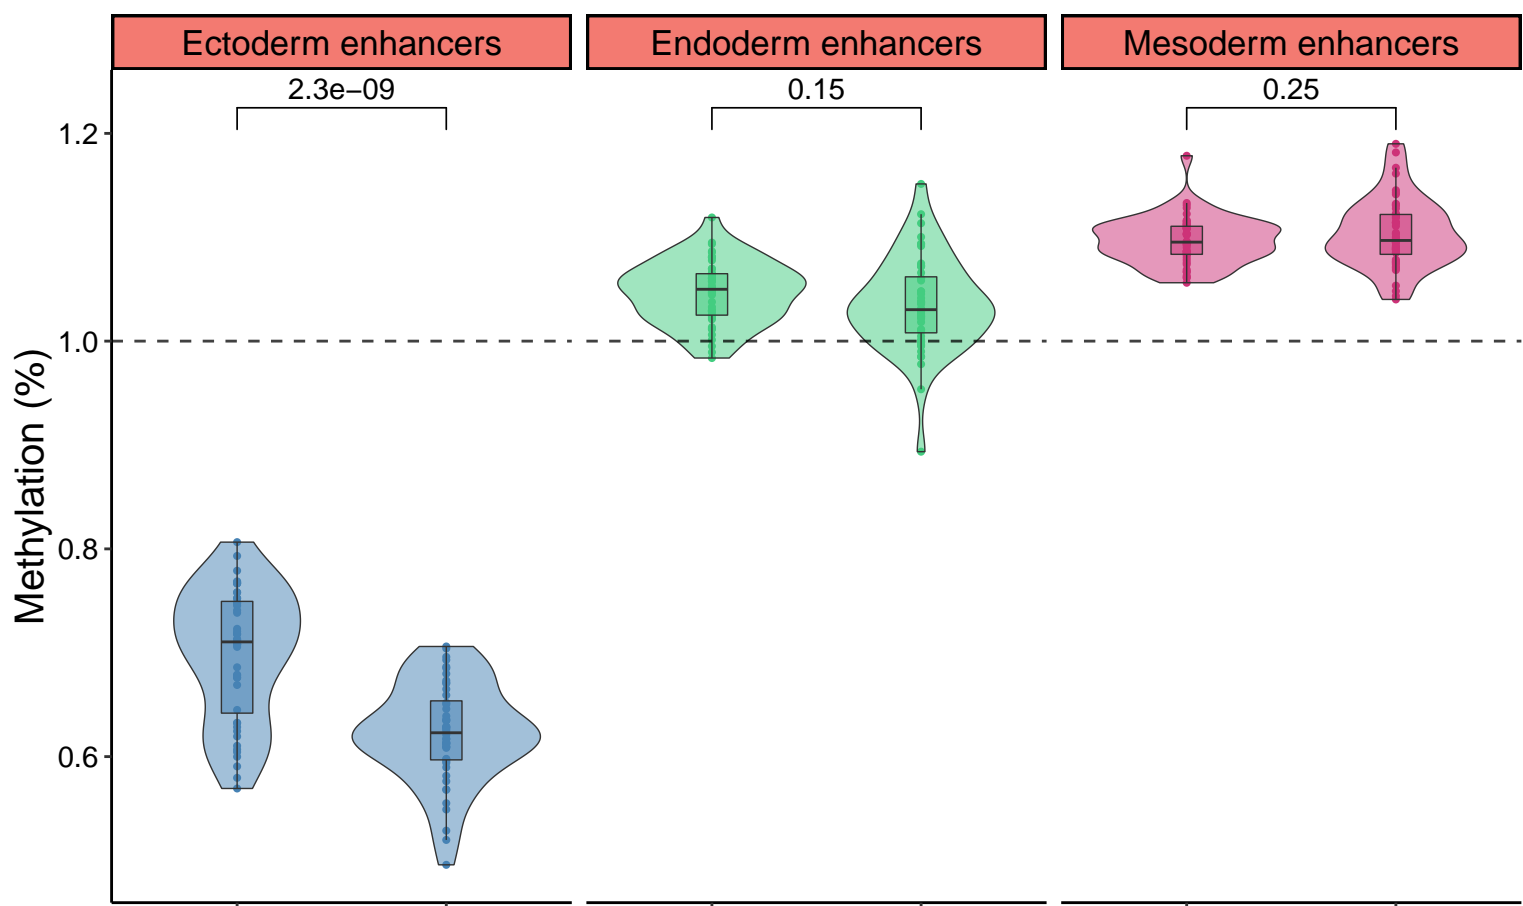 Ectoderm enhancers
Endoderm enhancers
Mesoderm enhancers
2.3e−09
0.15
0.25
1.2
1.0
0.8
0.6
Methylation (%)